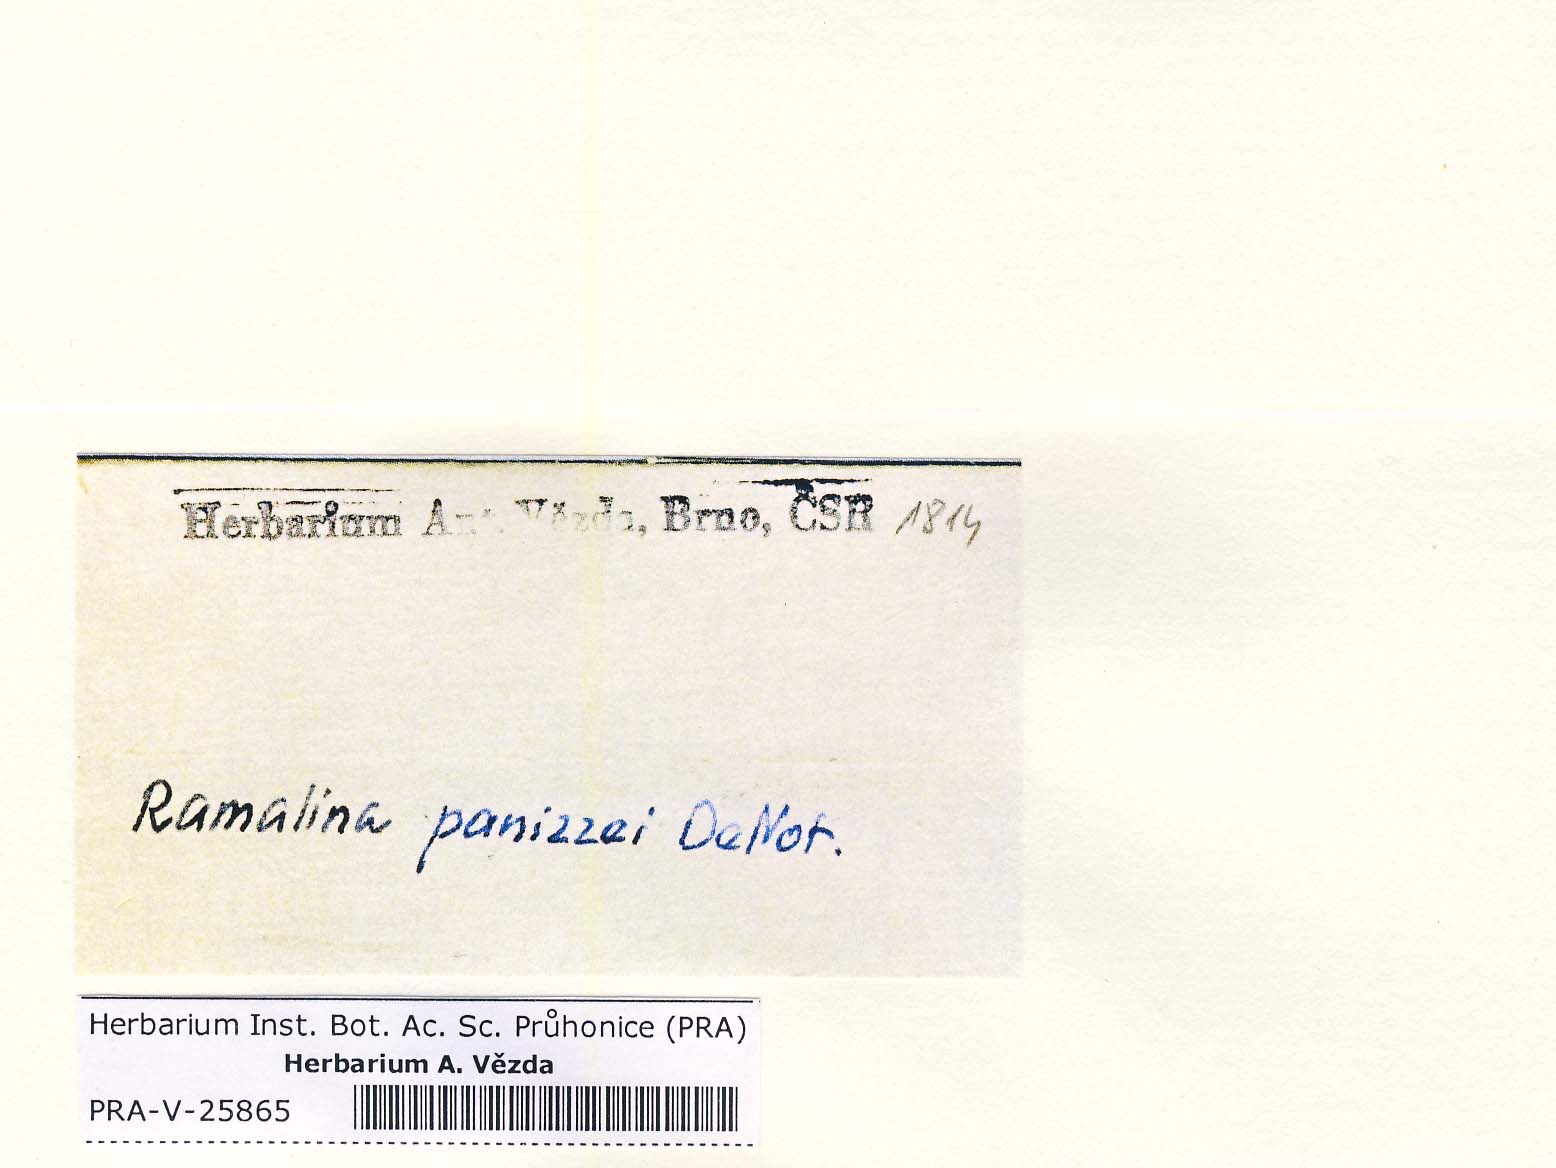 Herbarium Ant. Vězda, Brno, ČSR 1814
Ramalina panizzei DeNot.
Herbarium Inst. Bot. Ac. Sc. Průhonice (PRA)
Herbarium A. Vězda
PRA-V-25865